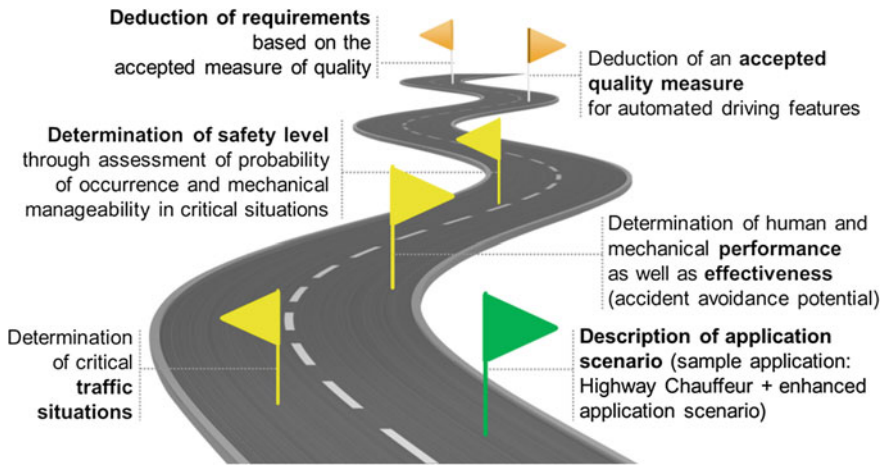 Deduction of requirements
based on the
accepted measure of quality
Deduction of an accepted
quality measure
for automated driving features
Determination of safety level
through assessment of probability
of occurrence and mechanical
manageability in critical situations
Determination of human and
mechanical performance
as well as effectiveness
(accident avoidance potential)
Determination
of critical
traffic
situations
Description of application
scenario (sample application:
Highway Chauffeur + enhanced
application scenario)